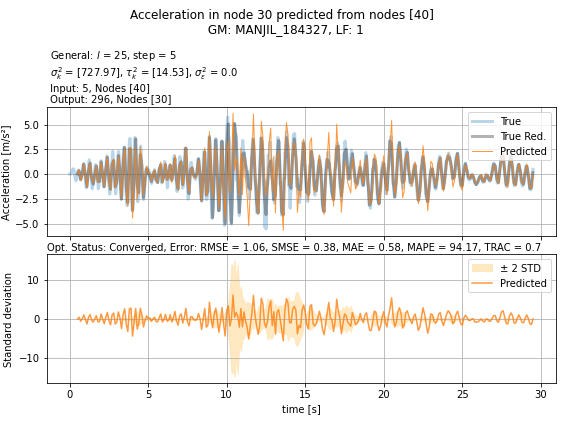 Acceleration in node 30 predicted from nodes [40]
GM: MANJIL_184327, LF: 1
General: l = 25, step = 5
σ²ₖ = [727.97], τ²ₖ = [14.53], σ²ε = 0.0
Input: 5, Nodes [40]
Output: 296, Nodes [30]
Acceleration [m/s²]
5.0
2.5
0.0
−2.5
−5.0
True
True Red.
Predicted
Opt. Status: Converged, Error: RMSE = 1.06, SMSE = 0.38, MAE = 0.58, MAPE = 94.17, TRAC = 0.7
Standard deviation
10
0
−10
± 2 STD
Predicted
0 5 10 15 20 25 30
time [s]